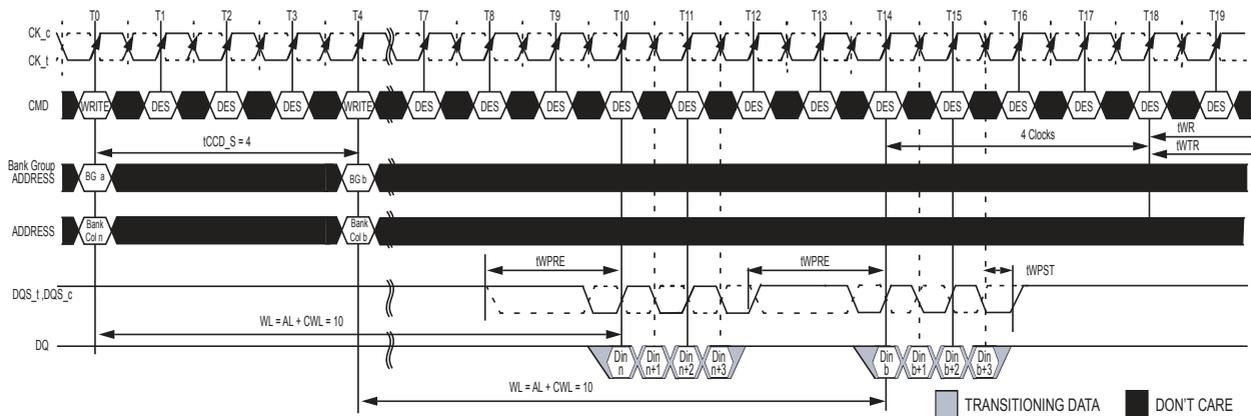 T0 T1 T2 T3 T4 T7 T8 T9 T10 T11 T12 T13 T14 T15 T16 T17 T18 T19
CK_c
CK_t
CMD WRITE DES DES DES WRITE DES DES DES DES DES DES DES DES DES DES DES DES DES
tCCD_S = 4 4 Clocks tWR
tWTR
Bank Group
ADDRESS BG a BG b
ADDRESS Bank
Col n Bank
Col b
tWPRE tWPRE tWPST
DQS_t ,DQS_c
WL = AL + CWL = 10
DQ Din
n Din
n+1 Din
n+2 Din
n+3 Din
b Din
b+1 Din
b+2 Din
b+3
WL = AL + CWL = 10
TRANSITIONING DATA DON'T CARE